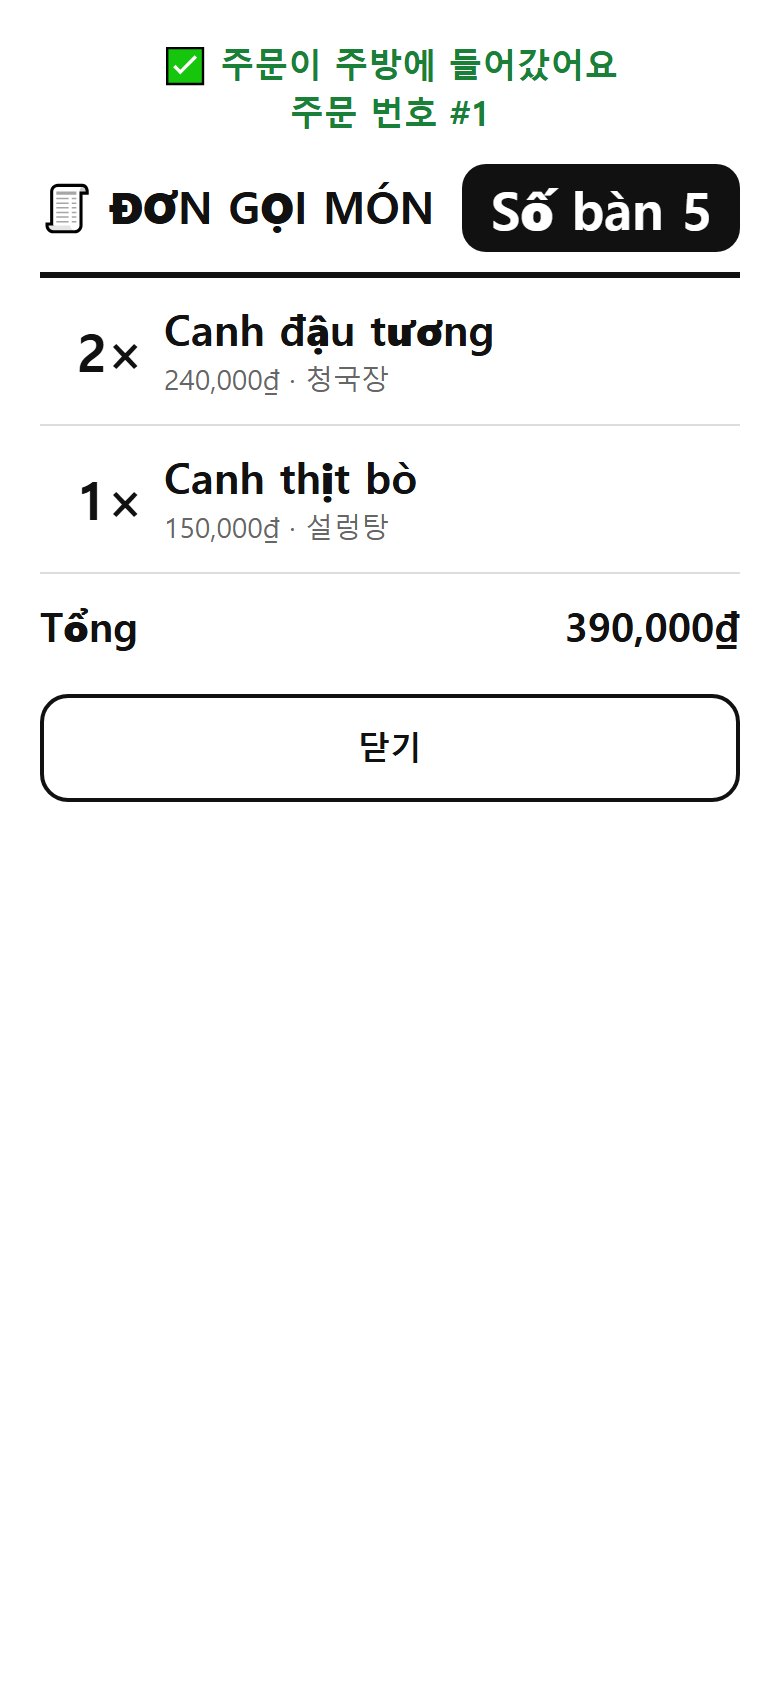 ✅ 주문이 주방에 들어갔어요
주문 번호 #1
ĐƠN GỌI MÓN
Số bàn 5
2× Canh đậu tương
240,000₫ · 청국장
1× Canh thịt bò
150,000₫ · 설렁탕
Tổng 390,000₫
닫기